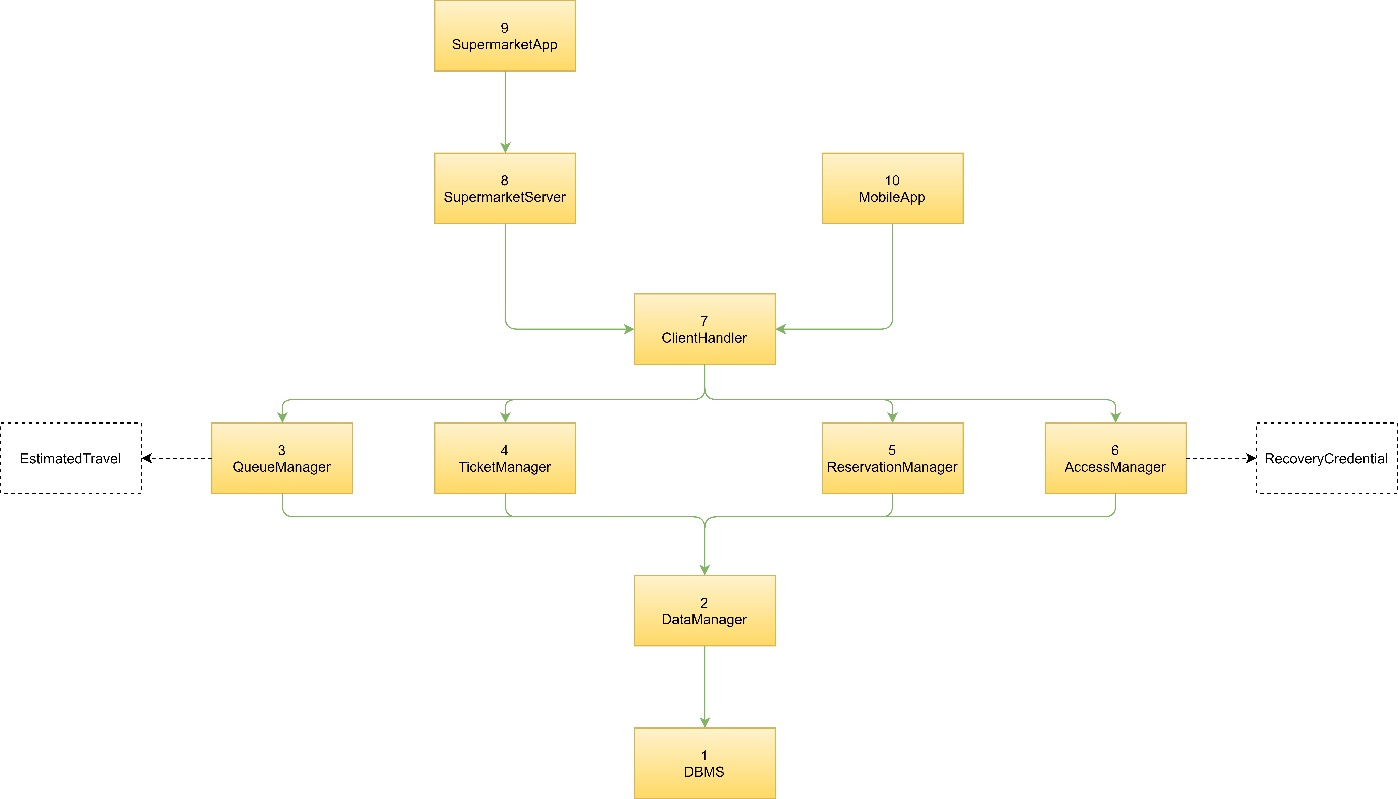 9
SupermarketApp
8
SupermarketServer
10
MobileApp
7
ClientHandler
EstimatedTravel
3
QueueManager
4
TicketManager
5
ReservationManager
6
AccessManager
RecoveryCredential
2
DataManager
1
DBMS